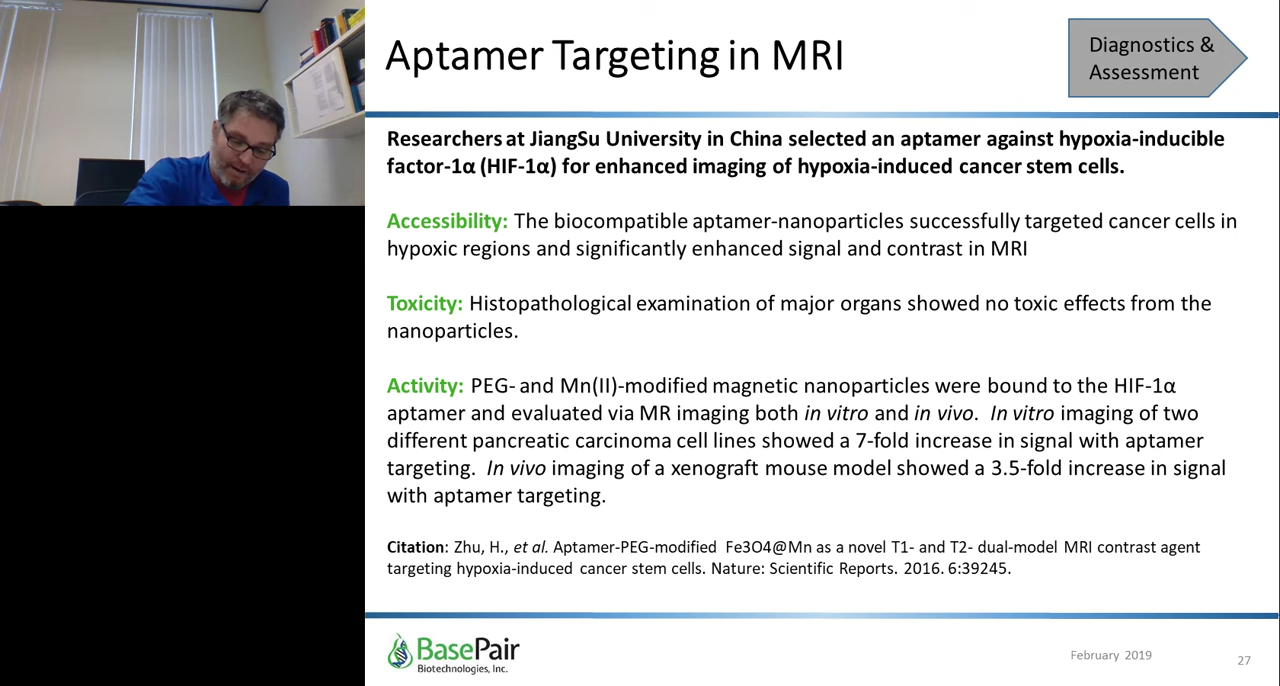 Aptamer Targeting in MRI
Diagnostics &
Assessment
Researchers at JiangSu University in China selected an aptamer against hypoxia-inducible
factor-1α (HIF-1α) for enhanced imaging of hypoxia-induced cancer stem cells.
Accessibility: The biocompatible aptamer-nanoparticles successfully targeted cancer cells in
hypoxic regions and significantly enhanced signal and contrast in MRI
Toxicity: Histopathological examination of major organs showed no toxic effects from the
nanoparticles.
Activity: PEG- and Mn(II)-modified magnetic nanoparticles were bound to the HIF-1α
aptamer and evaluated via MR imaging both in vitro and in vivo. In vitro imaging of two
different pancreatic carcinoma cell lines showed a 7-fold increase in signal with aptamer
targeting. In vivo imaging of a xenograft mouse model showed a 3.5-fold increase in signal
with aptamer targeting.
Citation: Zhu, H., et al. Aptamer-PEG-modified Fe3O4@Mn as a novel T1- and T2- dual-model MRI contrast agent
targeting hypoxia-induced cancer stem cells. Nature: Scientific Reports. 2016. 6:39245.
BasePair
Biotechnologies, Inc.
February 2019
27